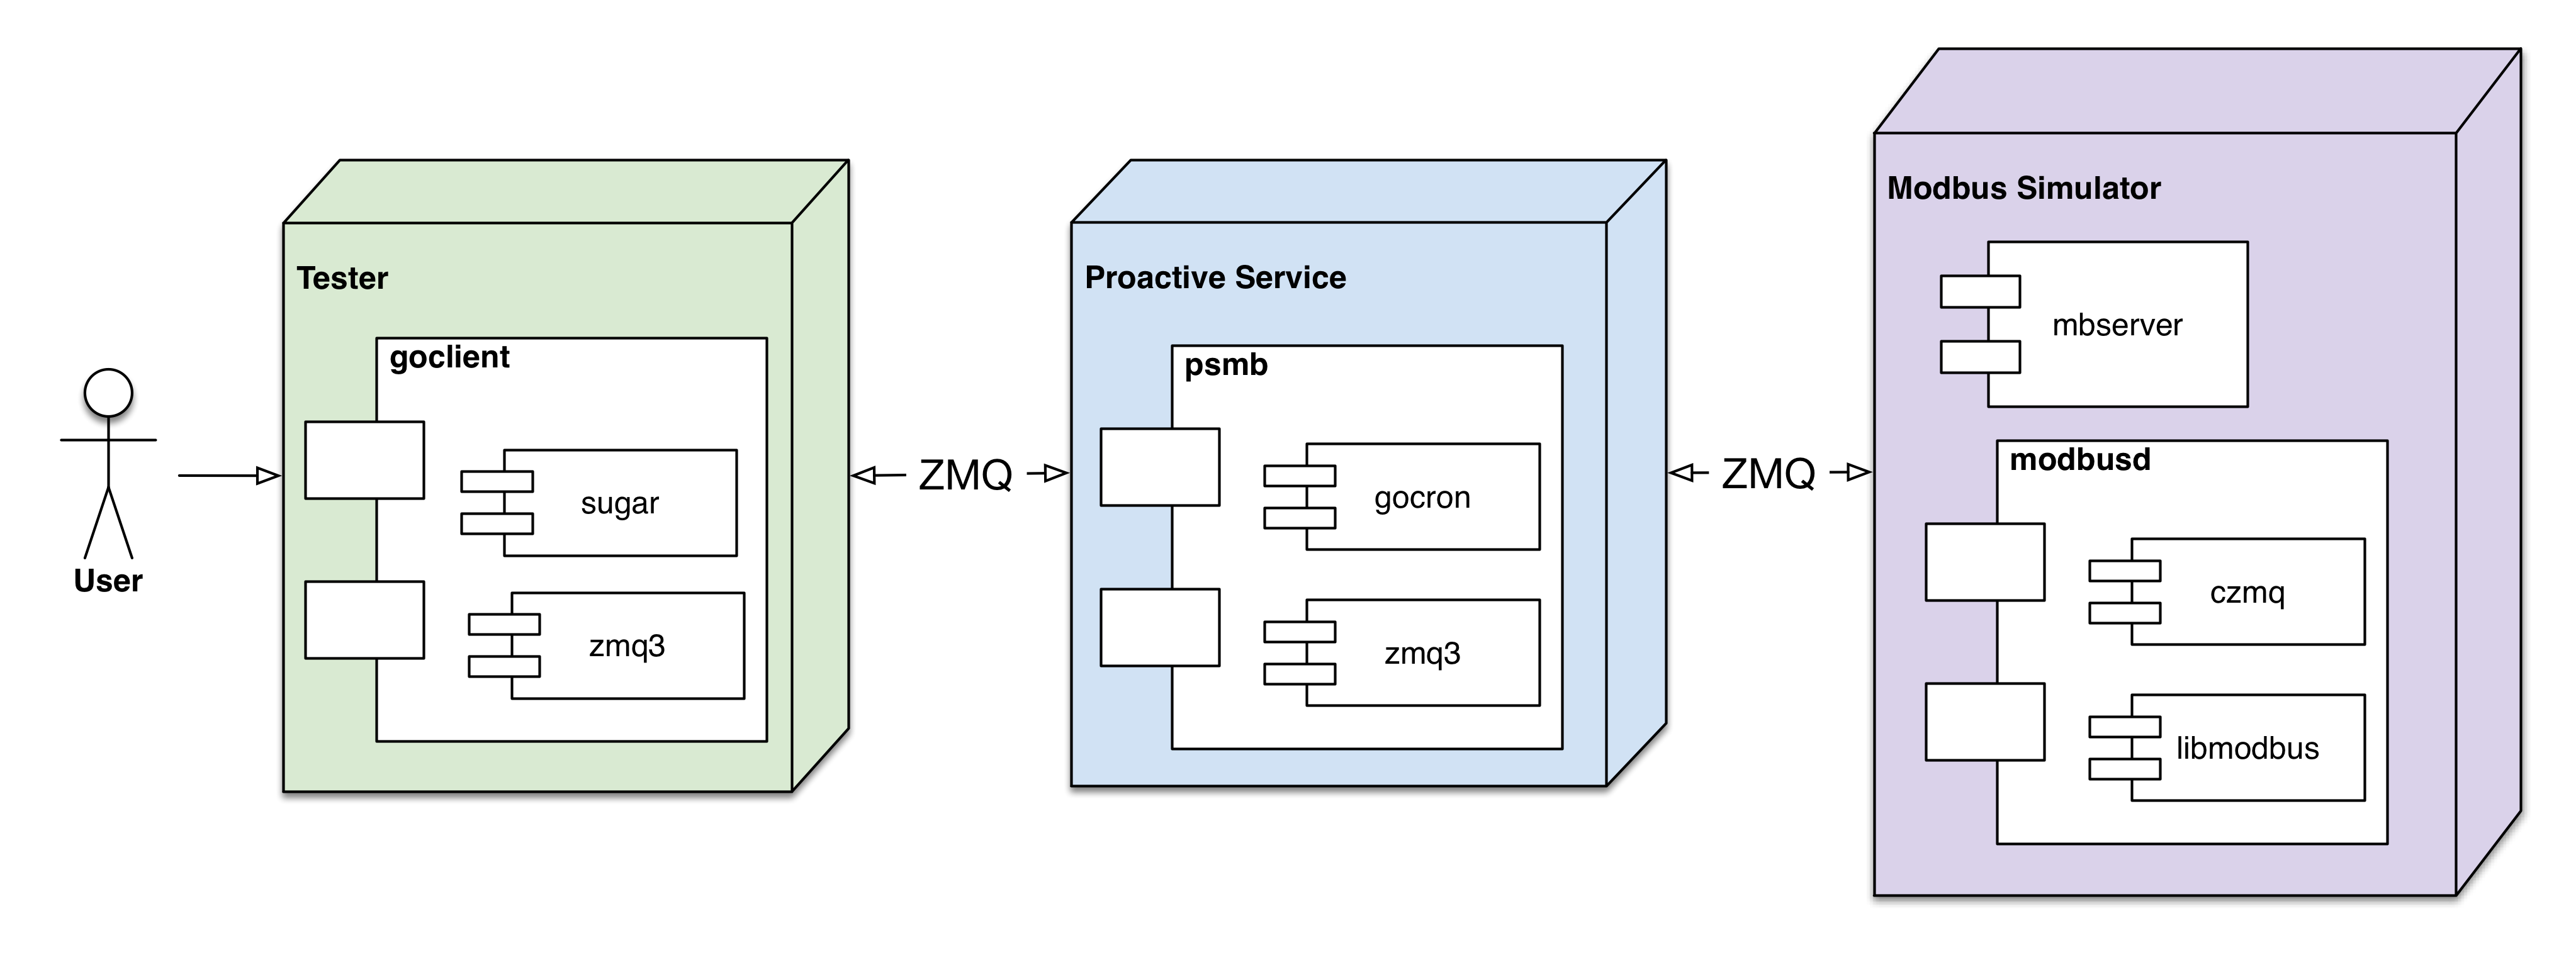 User
Tester
goclient
sugar
zmq3
ZMQ
Proactive Service
psmb
gocron
zmq3
ZMQ
Modbus Simulator
mbserver
modbusd
czmq
libmodbus